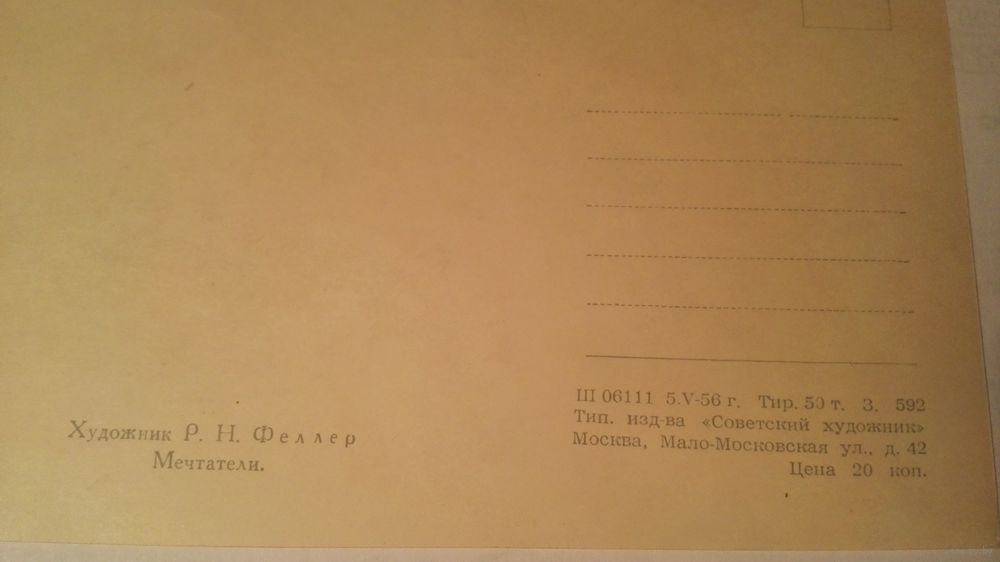 Художник Р. Н. Феллер
Мечтатели.
Ш 06111 5.V-56 г. Тир. 50 т. З. 592
Тип. изд-ва «Советский художник»
Москва, Мало-Московская ул., д. 42
Цена 20 коп.